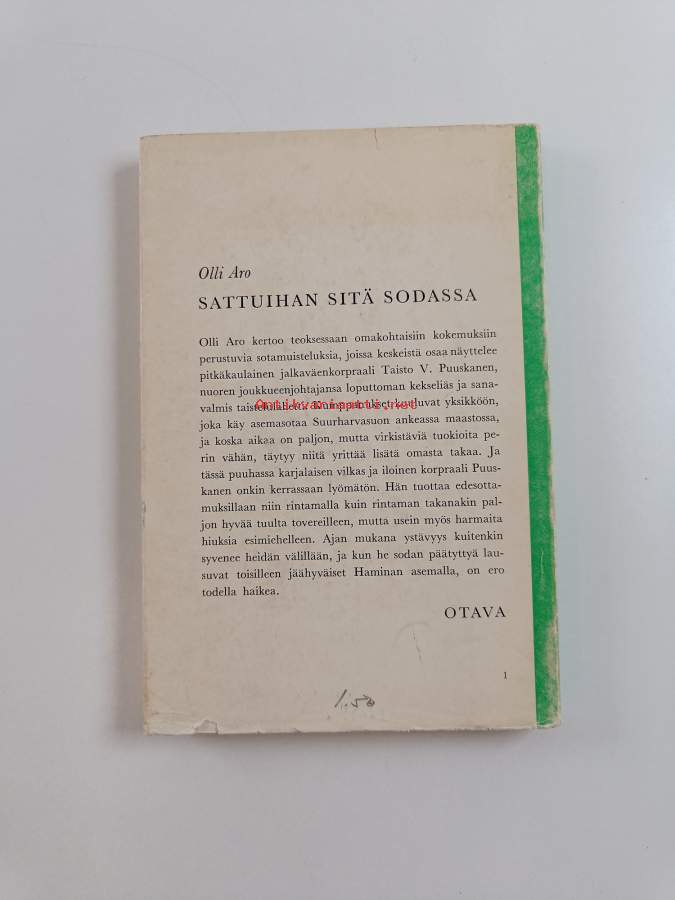 Olli Aro
SATTUIHAN SITÄ SODASSA
Olli Aro kertoo teoksessaan omakohtaisiin kokemuksiin
perustuvia sotamuisteluksia, joissa keskeistä osaa näyttelee
pitkäkaulainen jalkaväenkorpraali Taisto V. Puuskanen,
nuoren joukkueenjohtajansa loputtoman kekseliäs ja sana-
valmis taistelulähetti. Kumppanukset kuuluvat yksikköön,
Antikvariaatti.net
joka käy asemasotaa Suurharvasuon ankeassa maastossa,
ja koska aikaa on paljon, mutta virkistäviä tuokioita pe-
rin vähän, täytyy niitä yrittää lisätä omasta takaa. Ja
tässä puuhassa karjalaisen vilkas ja iloinen korpraali Puus-
kanen onkin kerrassaan lyömätön. Hän tuottaa edesotta-
muksillaan niin rintamalla kuin rintaman takanakin pal-
jon hyvää tuulta tovereilleen, mutta usein myös harmaita
hiuksia esimiehelleen. Ajan mukana ystävyys kuitenkin
syvenee heidän välillään, ja kun he sodan päätyttyä lau-
suvat toisilleen jäähyväiset Haminan asemalla, on ero
todella haikea.
OTAVA
1
1.50